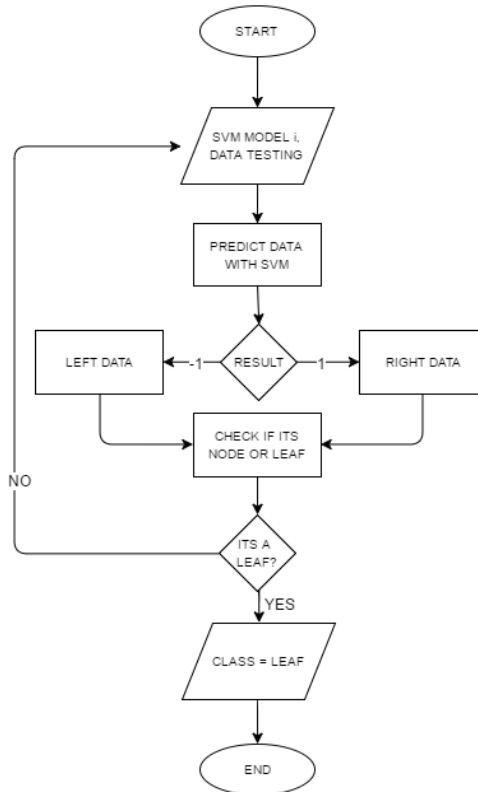 START
SVM MODEL i,
DATA TESTING
PREDICT DATA
WITH SVM
LEFT DATA
-1
RESULT
1
RIGHT DATA
CHECK IF ITS
NODE OR LEAF
NO
ITS A
LEAF?
YES
CLASS = LEAF
END